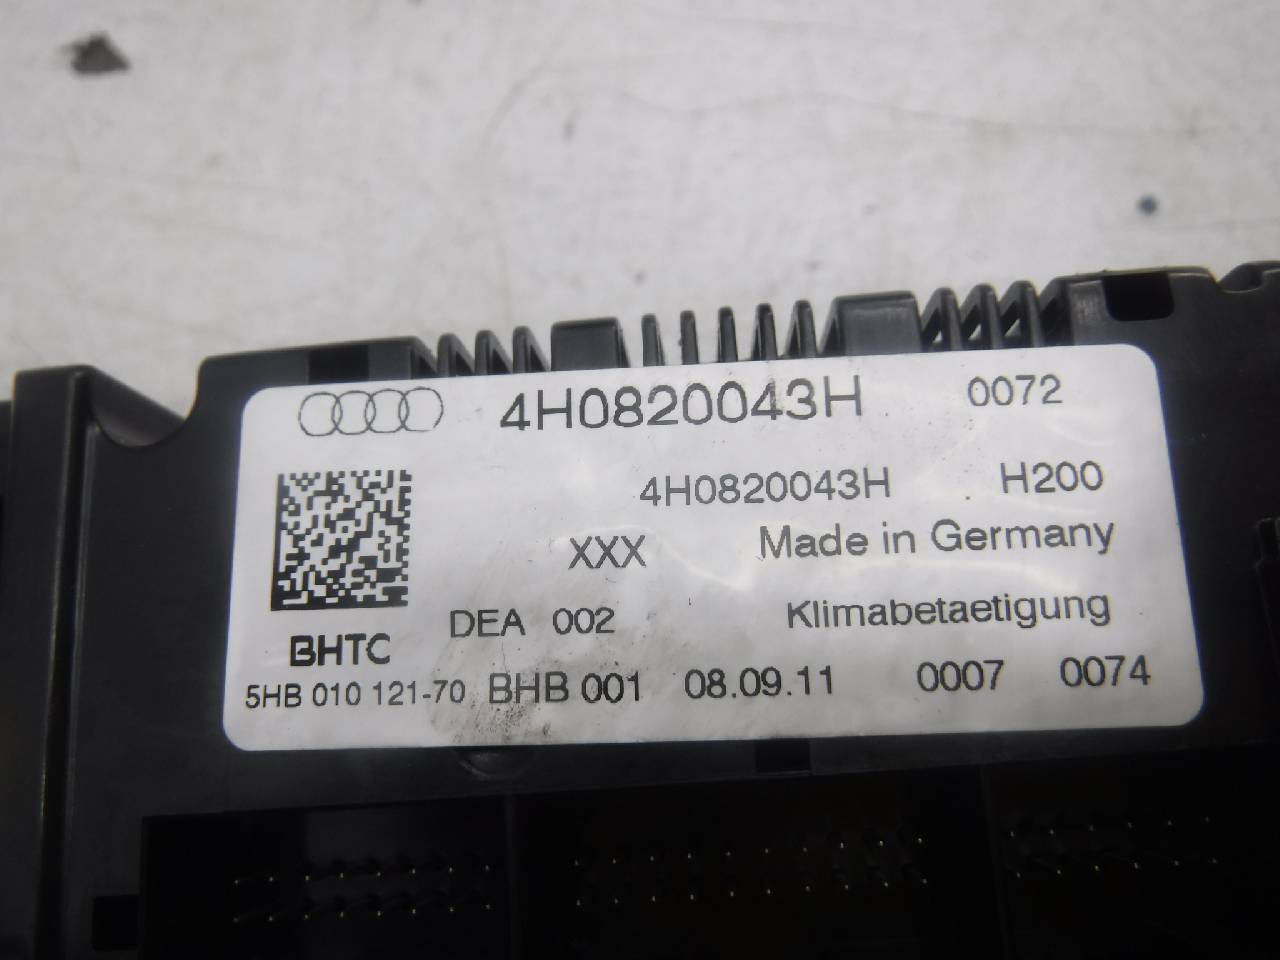 4H0820043H 0072
4H0820043H H200
XXX Made in Germany
DEA 002 Klimabetaetigung
BHTC
5HB 010 121-70 BHB 001 08.09.11 0007 0074